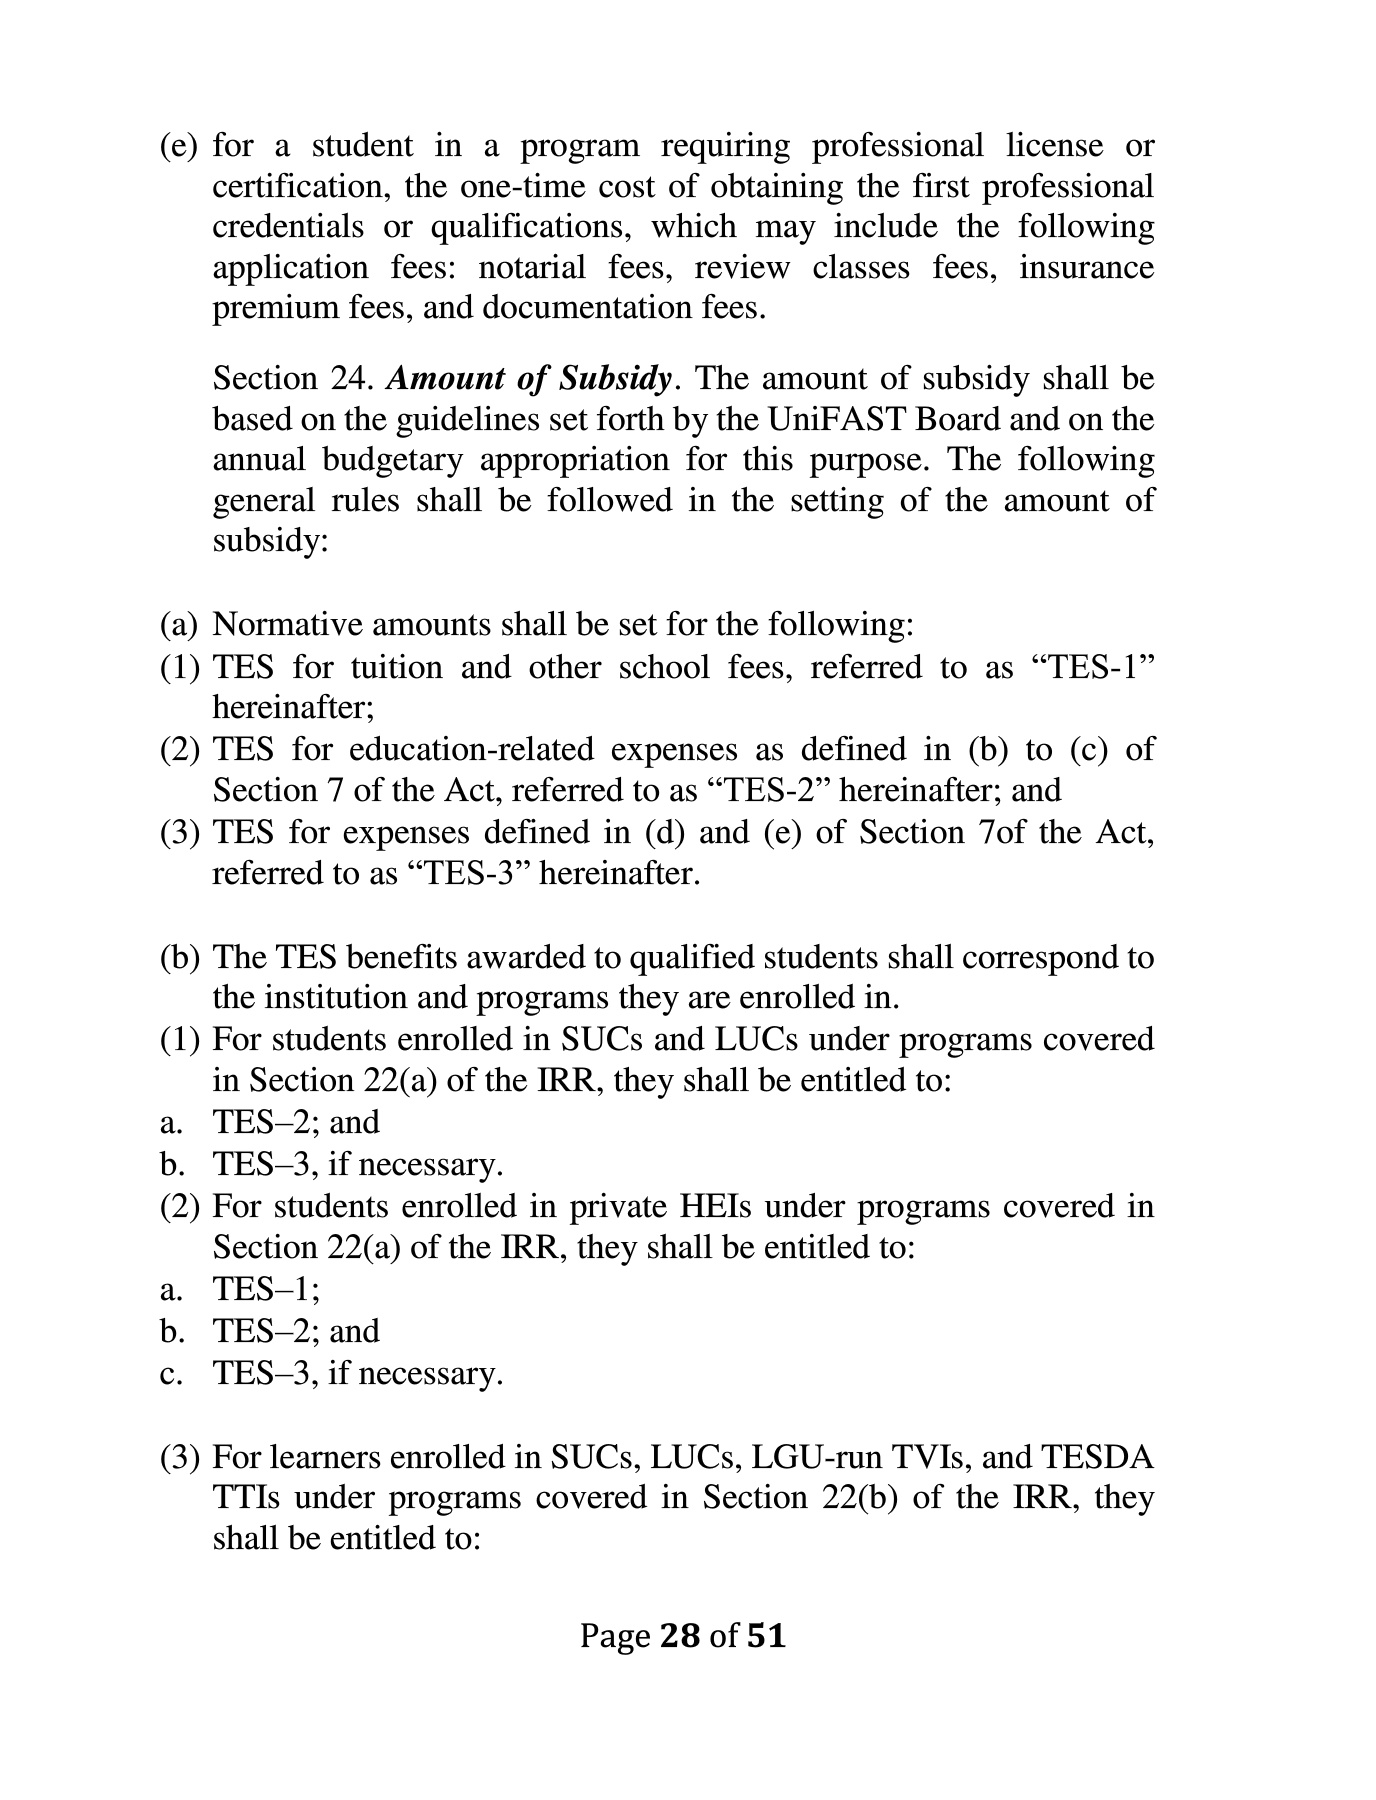 (e) for a student in a program requiring professional license or
certification, the one-time cost of obtaining the first professional
credentials or qualifications, which may include the following
application fees: notarial fees, review classes fees, insurance
premium fees, and documentation fees.
Section 24. Amount of Subsidy. The amount of subsidy shall be
based on the guidelines set forth by the UniFAST Board and on the
annual budgetary appropriation for this purpose. The following
general rules shall be followed in the setting of the amount of
subsidy:
(a) Normative amounts shall be set for the following:
(1) TES for tuition and other school fees, referred to as “TES-1”
hereinafter;
(2) TES for education-related expenses as defined in (b) to (c) of
Section 7 of the Act, referred to as “TES-2” hereinafter; and
(3) TES for expenses defined in (d) and (e) of Section 7of the Act,
referred to as “TES-3” hereinafter.
(b) The TES benefits awarded to qualified students shall correspond to
the institution and programs they are enrolled in.
(1) For students enrolled in SUCs and LUCs under programs covered
in Section 22(a) of the IRR, they shall be entitled to:
a. TES–2; and
b. TES–3, if necessary.
(2) For students enrolled in private HEIs under programs covered in
Section 22(a) of the IRR, they shall be entitled to:
a. TES–1;
b. TES–2; and
c. TES–3, if necessary.
(3) For learners enrolled in SUCs, LUCs, LGU-run TVIs, and TESDA
TTIs under programs covered in Section 22(b) of the IRR, they
shall be entitled to:
Page 28 of 51